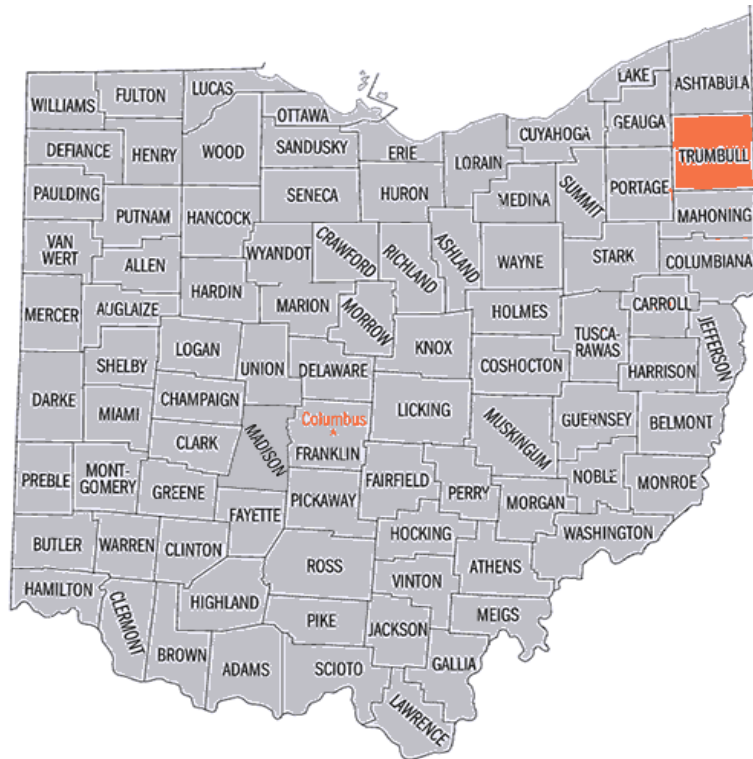 LAKE
ASHTABULA
WILLIAMS
FULTON
LUCAS
OTTAWA
CUYAHOGA
GEAUGA
TRUMBULL
DEFIANCE
HENRY
WOOD
SANDUSKY
ERIE
LORAIN
MEDINA
SUMMIT
PORTAGE
PAULDING
PUTNAM
HANCOCK
SENECA
HURON
MAHONING
VAN
WERT
ALLEN
WYANDOT
CRAWFORD
RICHLAND
ASHLAND
WAYNE
STARK
COLUMBIANA
MERCER
AUGLAIZE
HARDIN
MARION
MORROW
HOLMES
TUSCA-
RAWAS
CARROLL
JEFFERSON
SHELBY
LOGAN
UNION
DELAWARE
KNOX
COSHOCTON
HARRISON
DARKE
MIAMI
CHAMPAIGN
Columbus
LICKING
MUSKINGUM
GUERNSEY
BELMONT
CLARK
MADISON
FRANKLIN
PREBLE
MONT-
GOMERY
GREENE
FAYETTE
PICKAWAY
FAIRFIELD
PERRY
MORGAN
NOBLE
MONROE
BUTLER
WARREN
CLINTON
ROSS
HOCKING
ATHENS
WASHINGTON
HAMILTON
CLERMONT
HIGHLAND
PIKE
VINTON
JACKSON
MEIGS
BROWN
ADAMS
SCIOTO
GALLIA
LAWRENCE